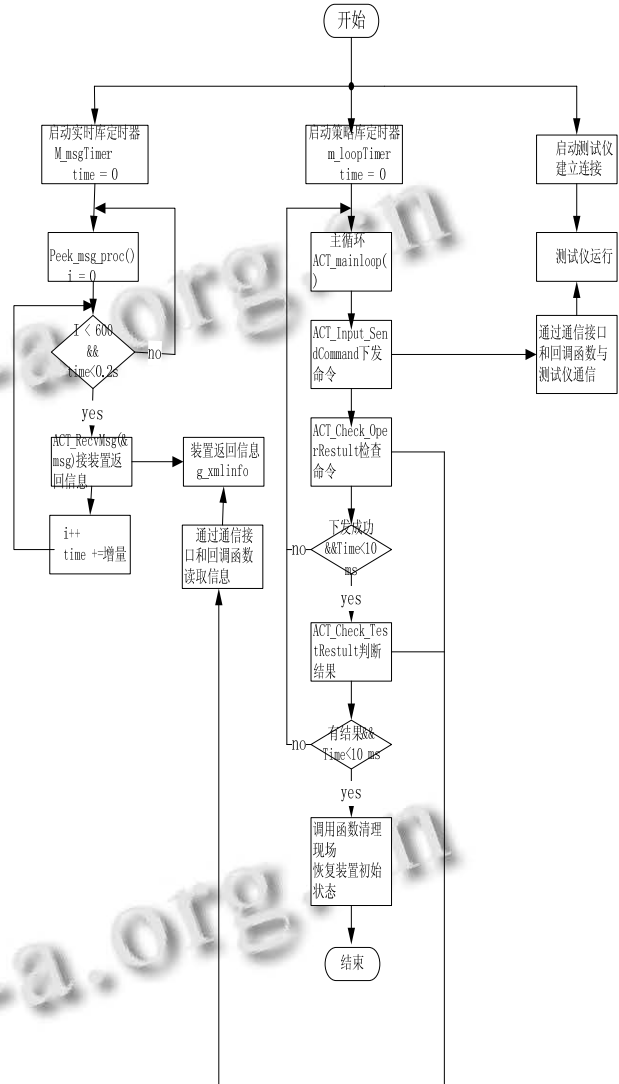 开始
启动实时库定时器
M_msgTimer
time = 0
Peek_msg_proc()
i = 0
I < 600
&&
time<0.2s
no
yes
ACT_RecvMsg(&
msg)接装置返
回信息
i++
time +=增量
装置返回信息
g_xmlinfo
通过通信接
口和回调函数
读取信息
启动策略库定时器
m_loopTimer
time = 0
主循环
ACT_mainloop(
)
ACT_Input_Sen
dCommand下发
命令
ACT_Check_Ope
rRestult检查
命令
下发成功
&&Time<10
ms
no
yes
ACT_Check_Tes
tRestult判断
结果
有结果&&
Time<10 ms
no
yes
调用函数清理
现场
恢复装置初始
状态
结束
启动测试仪
建立连接
测试仪运行
通过通信接口
和回调函数与
测试仪通信
-a.org.cn
-a.org.cn